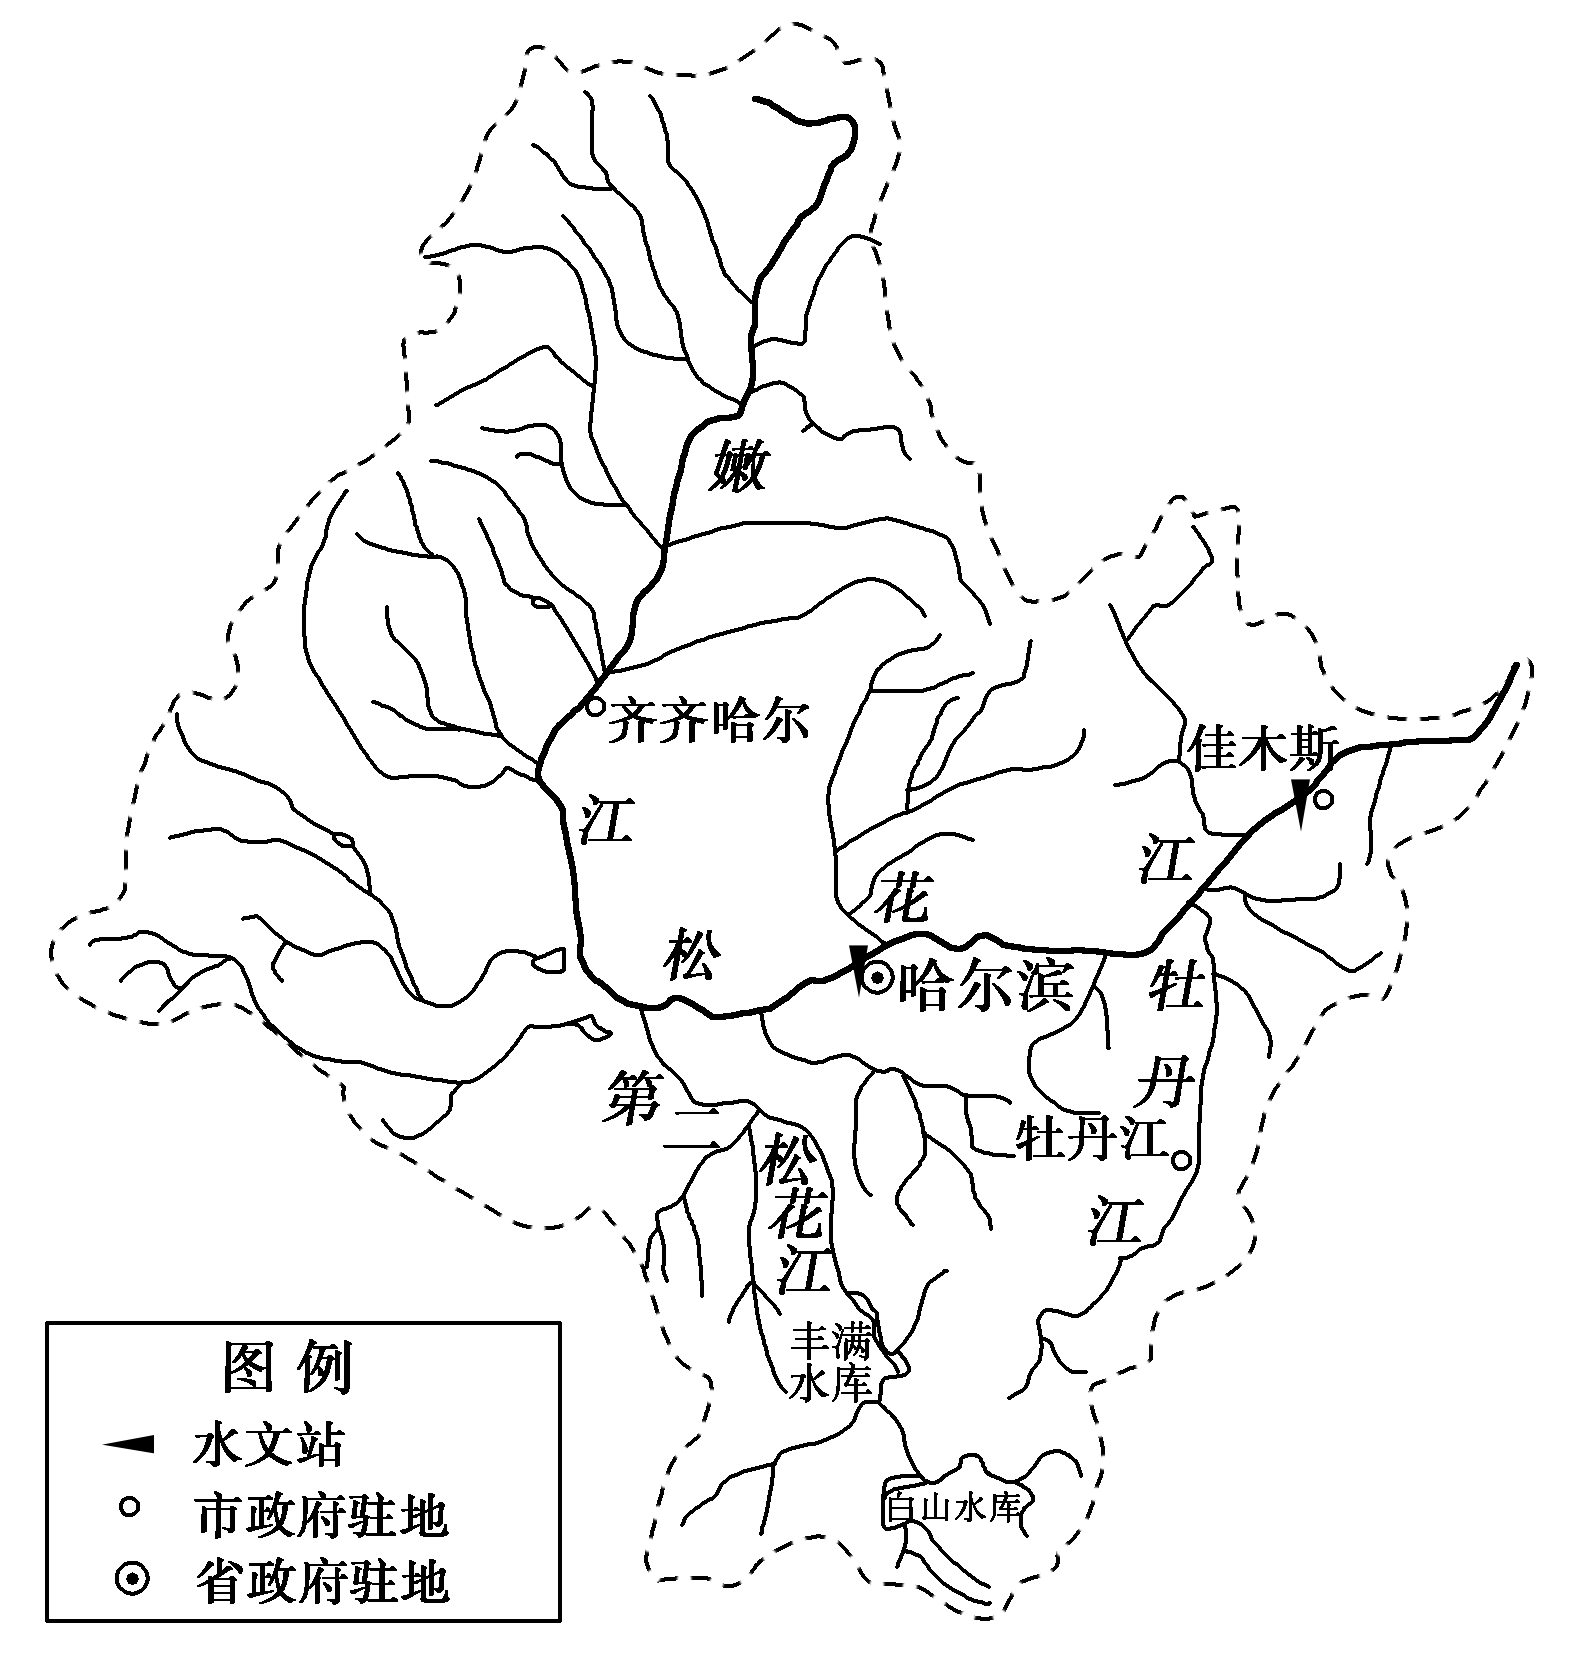 嫩
江
齐齐哈尔
佳木斯
松
花
江
哈尔滨
牡
丹
江
牡丹江
第
二
松
花
江
丰满
水库
白山水库
图例
水文站
市政府驻地
省政府驻地